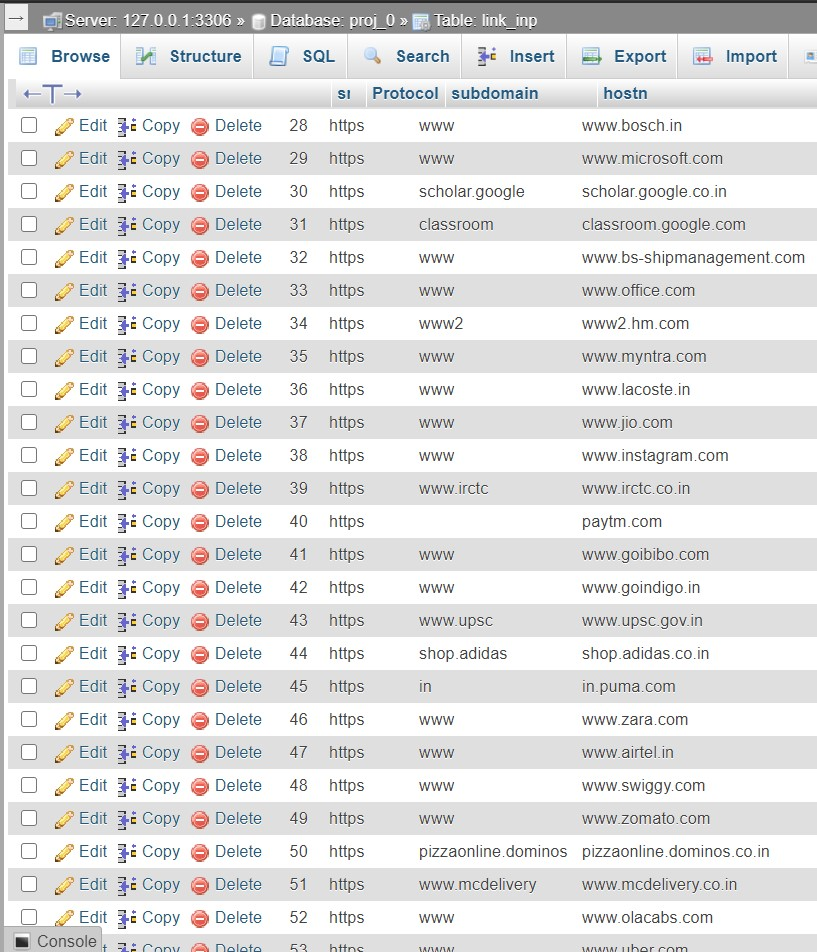 Server: 127.0.0.1:3306 » Database: proj_0 » Table: link_inp
Browse Structure SQL Search Insert Export Import
Protocol subdomain hostn
Edit Copy Delete 28 https www www.bosch.in
Edit Copy Delete 29 https www www.microsoft.com
Edit Copy Delete 30 https scholar.google scholar.google.co.in
Edit Copy Delete 31 https classroom classroom.google.com
Edit Copy Delete 32 https www www.bs-shipmanagement.com
Edit Copy Delete 33 https www www.office.com
Edit Copy Delete 34 https www2 www2.hm.com
Edit Copy Delete 35 https www www.myntra.com
Edit Copy Delete 36 https www www.lacoste.in
Edit Copy Delete 37 https www www.jio.com
Edit Copy Delete 38 https www www.instagram.com
Edit Copy Delete 39 https www.irctc www.irctc.co.in
Edit Copy Delete 40 https paytm.com
Edit Copy Delete 41 https www www.goibibo.com
Edit Copy Delete 42 https www www.goindigo.in
Edit Copy Delete 43 https www.upsc www.upsc.gov.in
Edit Copy Delete 44 https shop.adidas shop.adidas.co.in
Edit Copy Delete 45 https in in.puma.com
Edit Copy Delete 46 https www www.zara.com
Edit Copy Delete 47 https www www.airtel.in
Edit Copy Delete 48 https www www.swiggy.com
Edit Copy Delete 49 https www www.zomato.com
Edit Copy Delete 50 https pizzaonline.dominos pizzaonline.dominos.co.in
Edit Copy Delete 51 https www.mcdelivery www.mcdelivery.co.in
Edit Copy Delete 52 https www www.olacabs.com
Console Copy Delete 53 https www www.uber.com